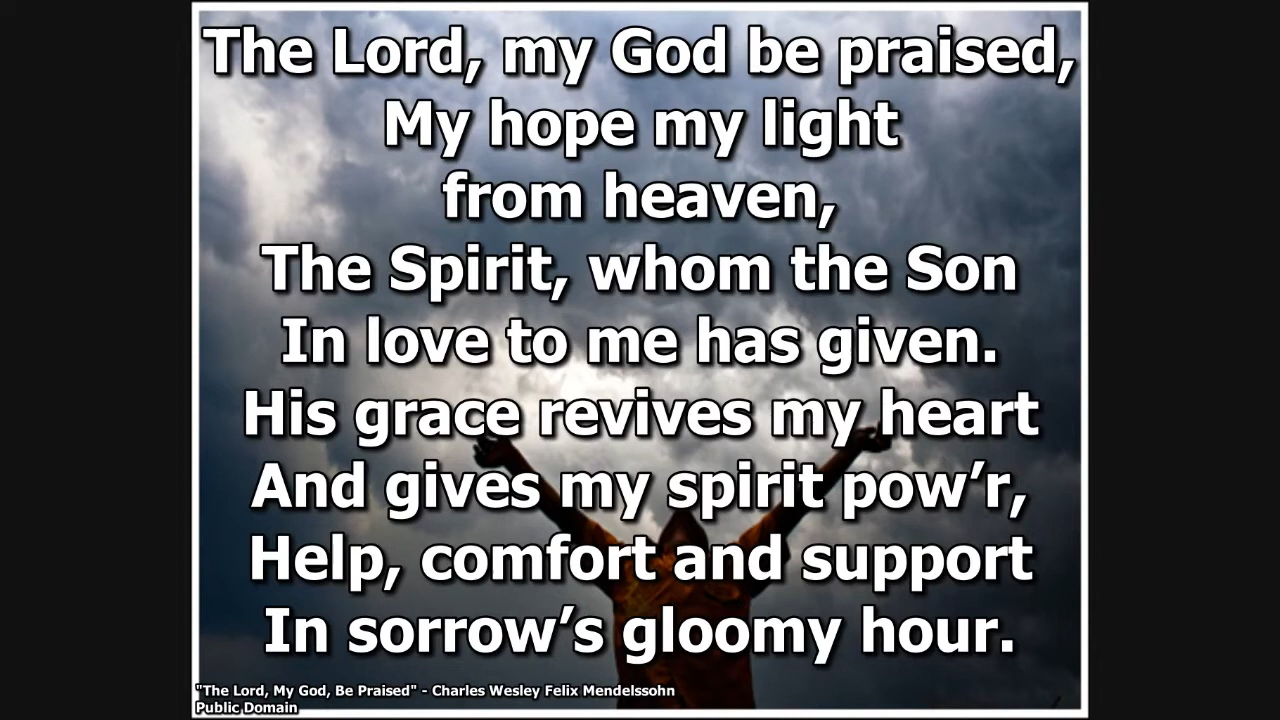 The Lord, my God be praised,
My hope my light
from heaven,
The Spirit, whom the Son
In love to me has given.
His grace revives my heart
And gives my spirit pow’r,
Help, comfort and support
In sorrow’s gloomy hour.
"The Lord, My God, Be Praised" - Charles Wesley Felix Mendelssohn
Public Domain